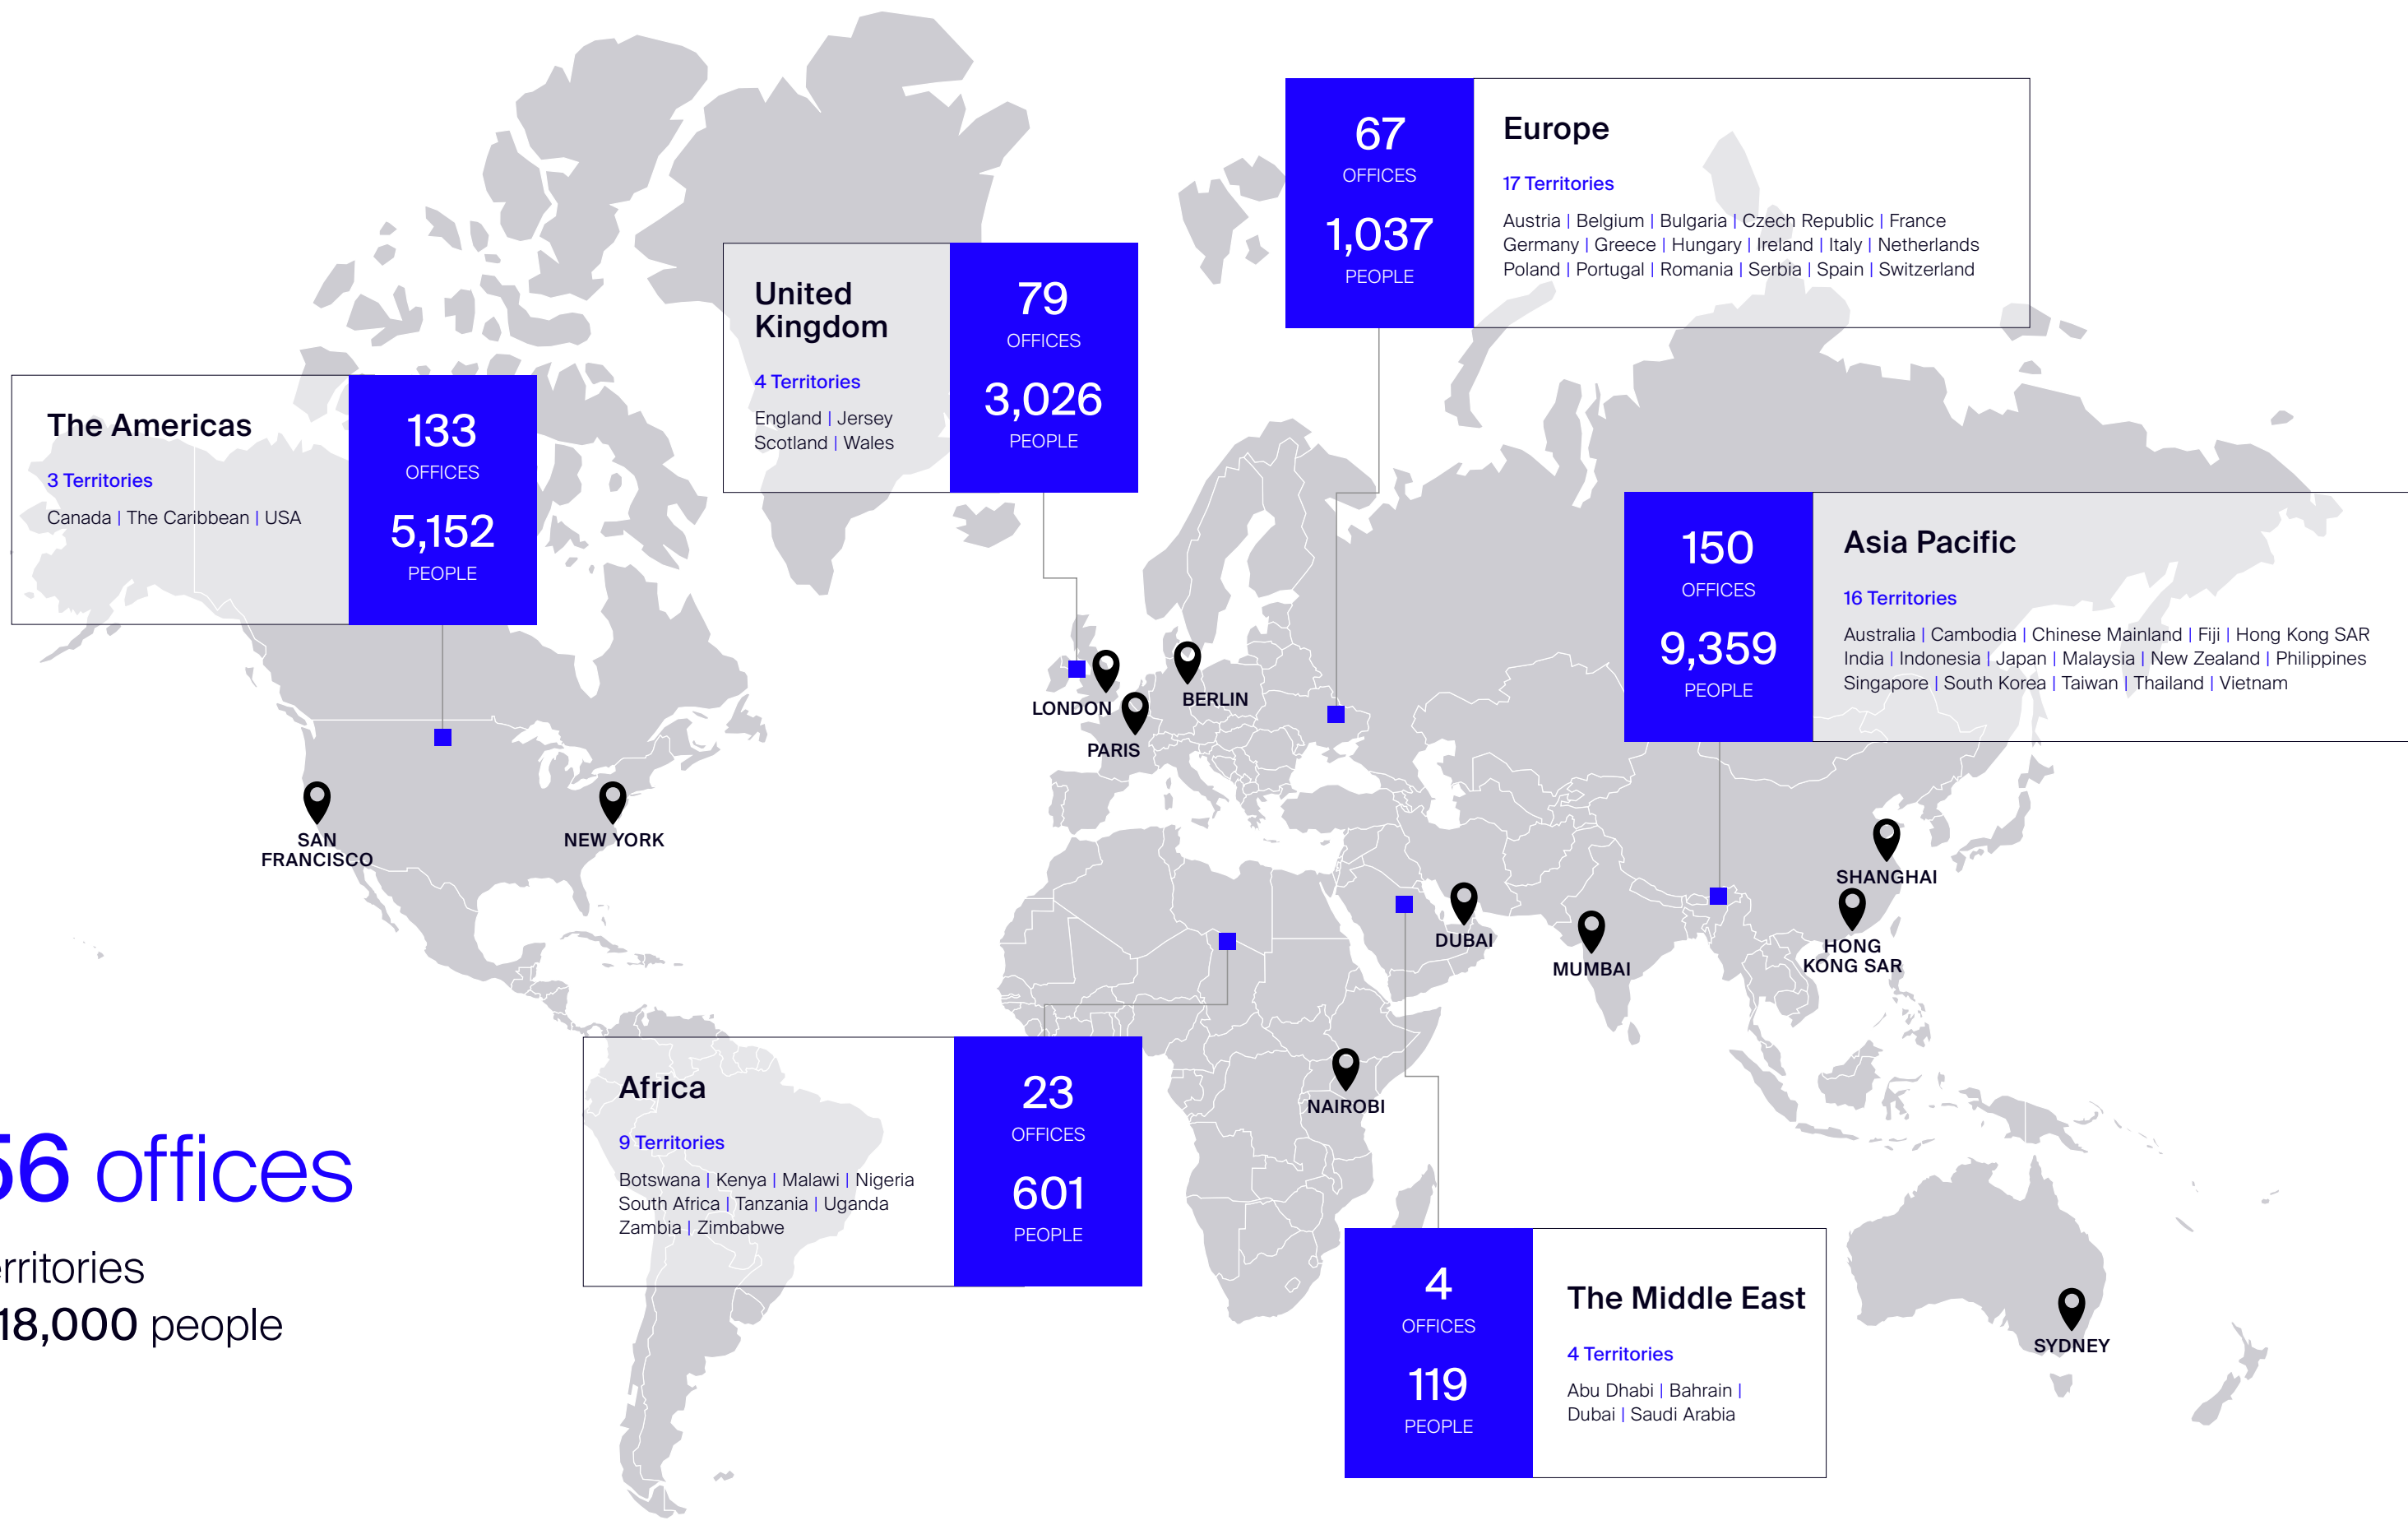 67
OFFICES
1,037
PEOPLE
Europe
17 Territories
Austria | Belgium | Bulgaria | Czech Republic | France
Germany | Greece | Hungary | Ireland | Italy | Netherlands
Poland | Portugal | Romania | Serbia | Spain | Switzerland
United
Kingdom
4 Territories
England | Jersey
Scotland | Wales
79
OFFICES
3,026
PEOPLE
The Americas
3 Territories
Canada | The Caribbean | USA
133
OFFICES
5,152
PEOPLE
150
OFFICES
9,359
PEOPLE
Asia Pacific
16 Territories
Australia | Cambodia | Chinese Mainland | Fiji | Hong Kong SAR
India | Indonesia | Japan | Malaysia | New Zealand | Philippines
Singapore | South Korea | Taiwan | Thailand | Vietnam
LONDON
BERLIN
PARIS
SAN
FRANCISCO
NEW YORK
SHANGHAI
DUBAI
MUMBAI
HONG
KONG SAR
NAIROBI
Africa
9 Territories
Botswana | Kenya | Malawi | Nigeria
South Africa | Tanzania | Uganda
Zambia | Zimbabwe
23
OFFICES
601
PEOPLE
56 offices
rritories
18,000 people
4
OFFICES
119
PEOPLE
The Middle East
4 Territories
Abu Dhabi | Bahrain |
Dubai | Saudi Arabia
SYDNEY